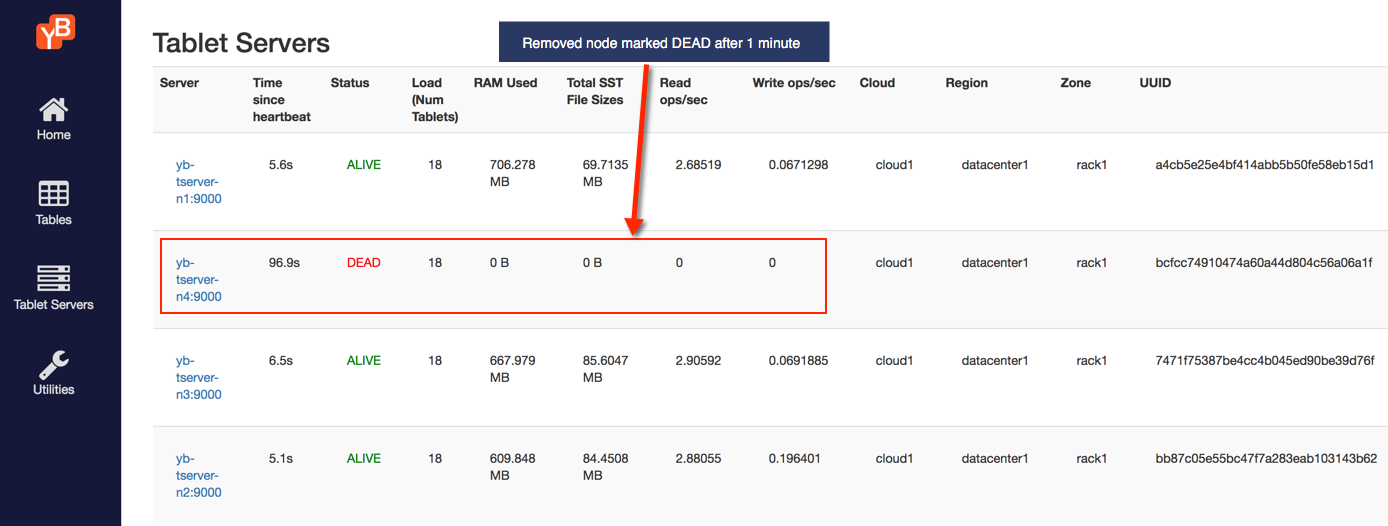 YB
Home
Tables
Tablet Servers
Utilities
Tablet Servers
Removed node marked DEAD after 1 minute
Server Time since heartbeat Status Load (Num Tablets) RAM Used Total SST File Sizes Read ops/sec Write ops/sec Cloud Region Zone UUID
yb-tserver-n1:9000 5.6s ALIVE 18 706.278 MB 69.7135 MB 2.68519 0.0671298 cloud1 datacenter1 rack1 a4cb5e25e4bf414abb5b50fe58eb15d1
yb-tserver-n4:9000 96.9s DEAD 18 0 B 0 B 0 0 cloud1 datacenter1 rack1 bcfcc74910474a60a44d804c56a06a1f
yb-tserver-n3:9000 6.5s ALIVE 18 667.979 MB 85.6047 MB 2.90592 0.0691885 cloud1 datacenter1 rack1 7471f75387be4cc4b045ed90be39d76f
yb-tserver-n2:9000 5.1s ALIVE 18 609.848 MB 84.4508 MB 2.88055 0.196401 cloud1 datacenter1 rack1 bb87c05e55bc47f7a283eab103143b62